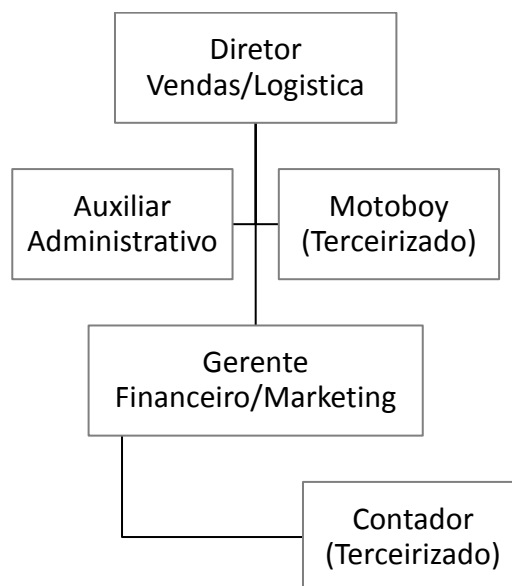 Diretor
Vendas/Logistica
Auxiliar
Administrativo
Motoboy
(Terceirizado)
Gerente
Financeiro/Marketing
Contador
(Terceirizado)